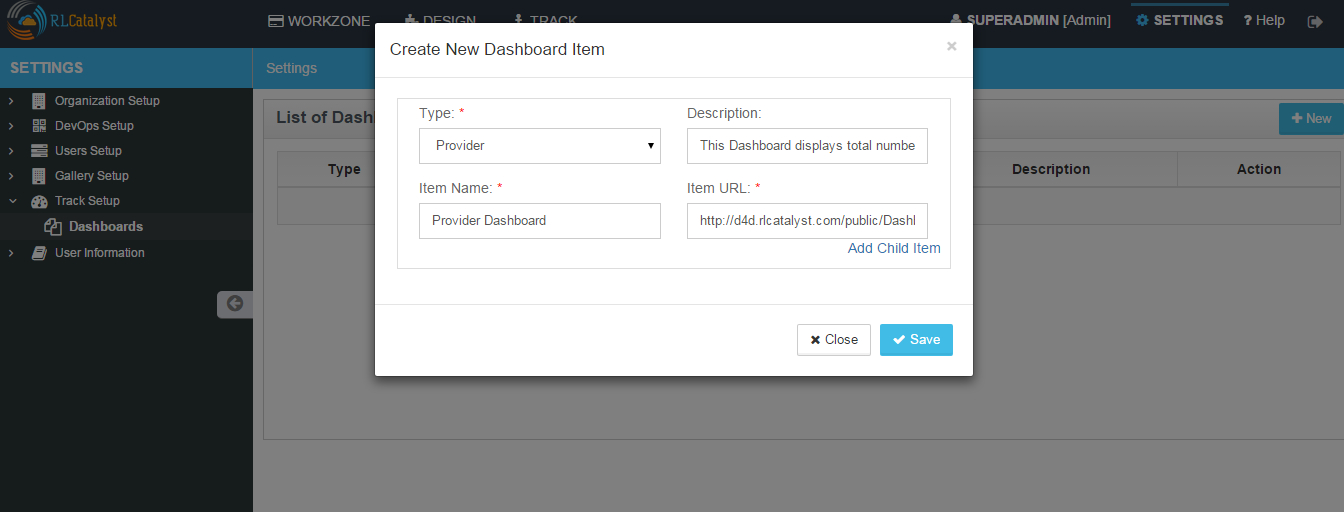 RLCatalyst
WORKZONE DESIGN TRACK SUPERADMIN [Admin] SETTINGS ? Help
Create New Dashboard Item ×
SETTINGS
Settings
Organization Setup
DevOps Setup
Users Setup
Gallery Setup
Track Setup
Dashboards
User Information
List of Dash
New
Type Description Action
Type: * Description:
Provider This Dashboard displays total numbe
Item Name: * Item URL: *
Provider Dashboard http://d4d.rlcatalyst.com/public/Dashl
Add Child Item
Close Save